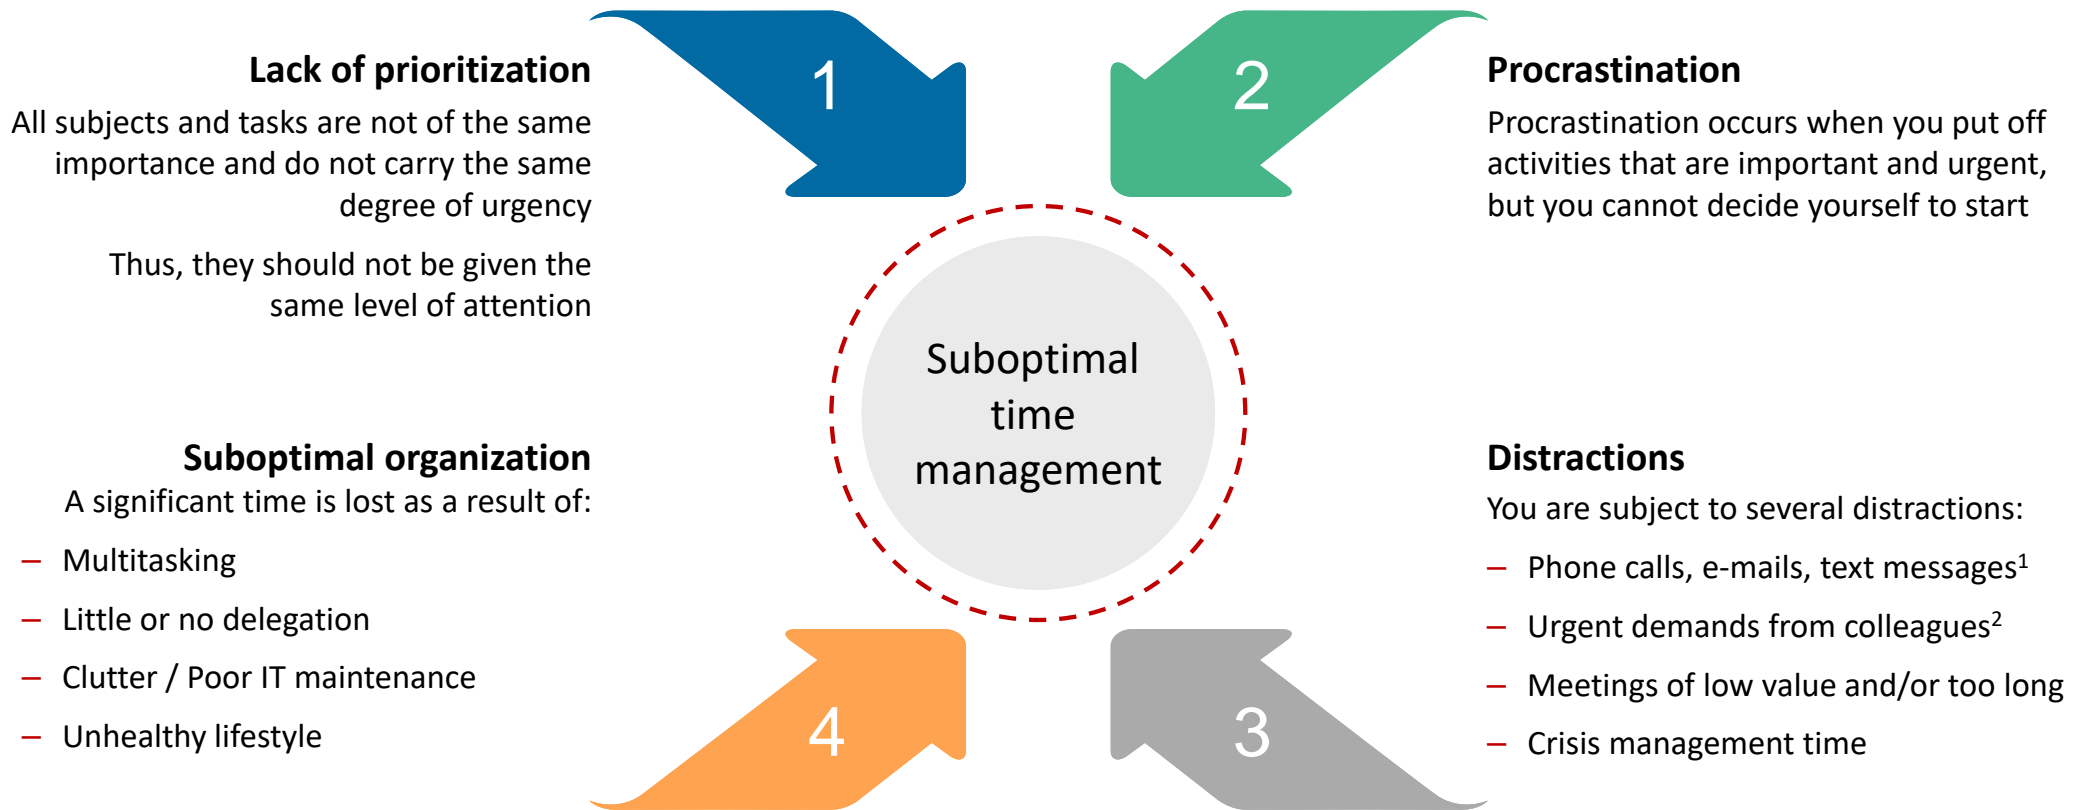 1
Lack of prioritization
All subjects and tasks are not of the same
importance and do not carry the same
degree of urgency
Thus, they should not be given the
same level of attention
2
Procrastination
Procrastination occurs when you put off
activities that are important and urgent,
but you cannot decide yourself to start
Suboptimal
time
management
Suboptimal organization
A significant time is lost as a result of:
– Multitasking
– Little or no delegation
– Clutter / Poor IT maintenance
– Unhealthy lifestyle
4
3
Distractions
You are subject to several distractions:
– Phone calls, e-mails, text messages¹
– Urgent demands from colleagues²
– Meetings of low value and/or too long
– Crisis management time